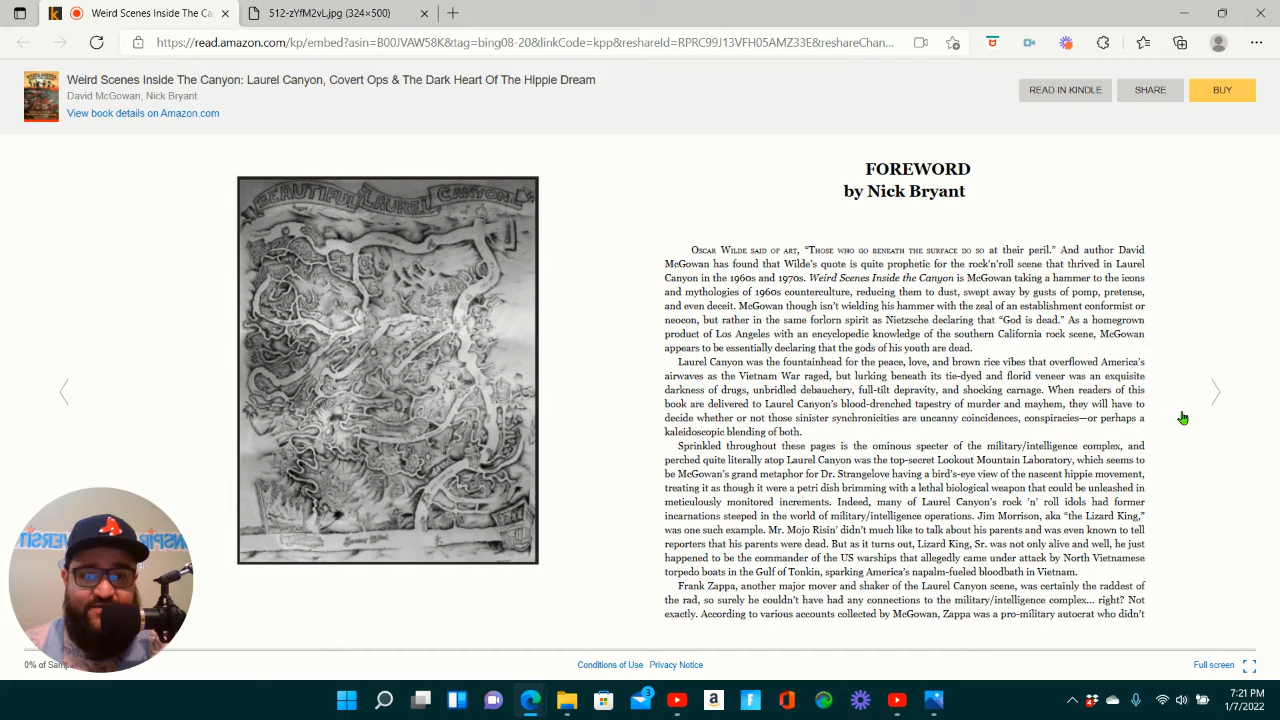 Weird Scenes Inside The Ca
512-zYfM2vL.jpg (324×500)
https://read.amazon.com/kp/embed?asin=B00JVAW58K&tag=bing08-20&linkCode=kpp&reshareId=RPRC99J13VFH05AMZ33E&reshareChan...
Weird Scenes Inside The Canyon: Laurel Canyon, Covert Ops & The Dark Heart Of The Hippie Dream
David McGowan, Nick Bryant
View book details on Amazon.com
READ IN KINDLE
SHARE
BUY
BEAUTIFUL LAUREL CANYON
FOREWORD
by Nick Bryant
Oscar Wilde said of art, “Those who go beneath the surface do so at their peril.” And author David
McGowan has found that Wilde’s quote is quite prophetic for the rock’n’roll scene that thrived in Laurel
Canyon in the 1960s and 1970s. Weird Scenes Inside the Canyon is McGowan taking a hammer to the icons
and mythologies of 1960s counterculture, reducing them to dust, swept away by gusts of pomp, pretense,
and even deceit. McGowan though isn’t wielding his hammer with the zeal of an establishment conformist or
neocon, but rather in the same forlorn spirit as Nietzsche declaring that “God is dead.” As a homegrown
product of Los Angeles with an encyclopedic knowledge of the southern California rock scene, McGowan
appears to be essentially declaring that the gods of his youth are dead.
Laurel Canyon was the fountainhead for the peace, love, and brown rice vibes that overflowed America’s
airwaves as the Vietnam War raged, but lurking beneath its tie-dyed and florid veneer was an exquisite
darkness of drugs, unbridled debauchery, full-tilt depravity, and shocking carnage. When readers of this
book are delivered to Laurel Canyon’s blood-drenched tapestry of murder and mayhem, they will have to
decide whether or not those sinister synchronicities are uncanny coincidences, conspiracies—or perhaps a
kaleidoscopic blending of both.
Sprinkled throughout these pages is the ominous specter of the military/intelligence complex, and
perched quite literally atop Laurel Canyon was the top-secret Lookout Mountain Laboratory, which seems to
be McGowan’s grand metaphor for Dr. Strangelove having a bird’s-eye view of the nascent hippie movement,
treating it as though it were a petri dish brimming with a lethal biological weapon that could be unleashed in
meticulously monitored increments. Indeed, many of Laurel Canyon’s rock ’n’ roll idols had former
incarnations steeped in the world of military/intelligence operations. Jim Morrison, aka “the Lizard King,”
was one such example. Mr. Mojo Risin’ didn’t much like to talk about his parents and was even known to tell
reporters that his parents were dead. But as it turns out, Lizard King, Sr. was not only alive and well, he just
happened to be the commander of the US warships that allegedly came under attack by North Vietnamese
torpedo boats in the Gulf of Tonkin, sparking America’s napalm-fueled bloodbath in Vietnam.
Frank Zappa, another major mover and shaker of the Laurel Canyon scene, was certainly the raddest of
the rad, so surely he couldn’t have had any connections to the military/intelligence complex... right? Not
exactly. According to various accounts collected by McGowan, Zappa was a pro-military autocrat who didn’t
0% of Samp
Conditions of Use
Privacy Notice
Full screen
3
7:21 PM
1/7/2022